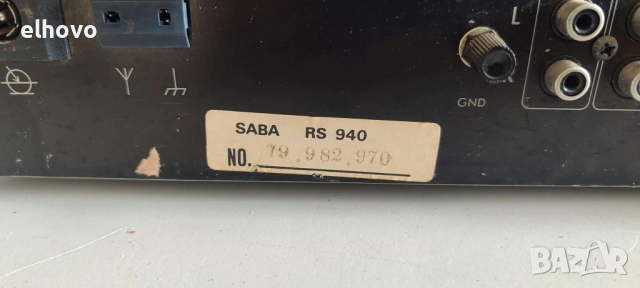 elhovo
L
GND
SABA RS 940
NO. 79.982.970
BAZAR